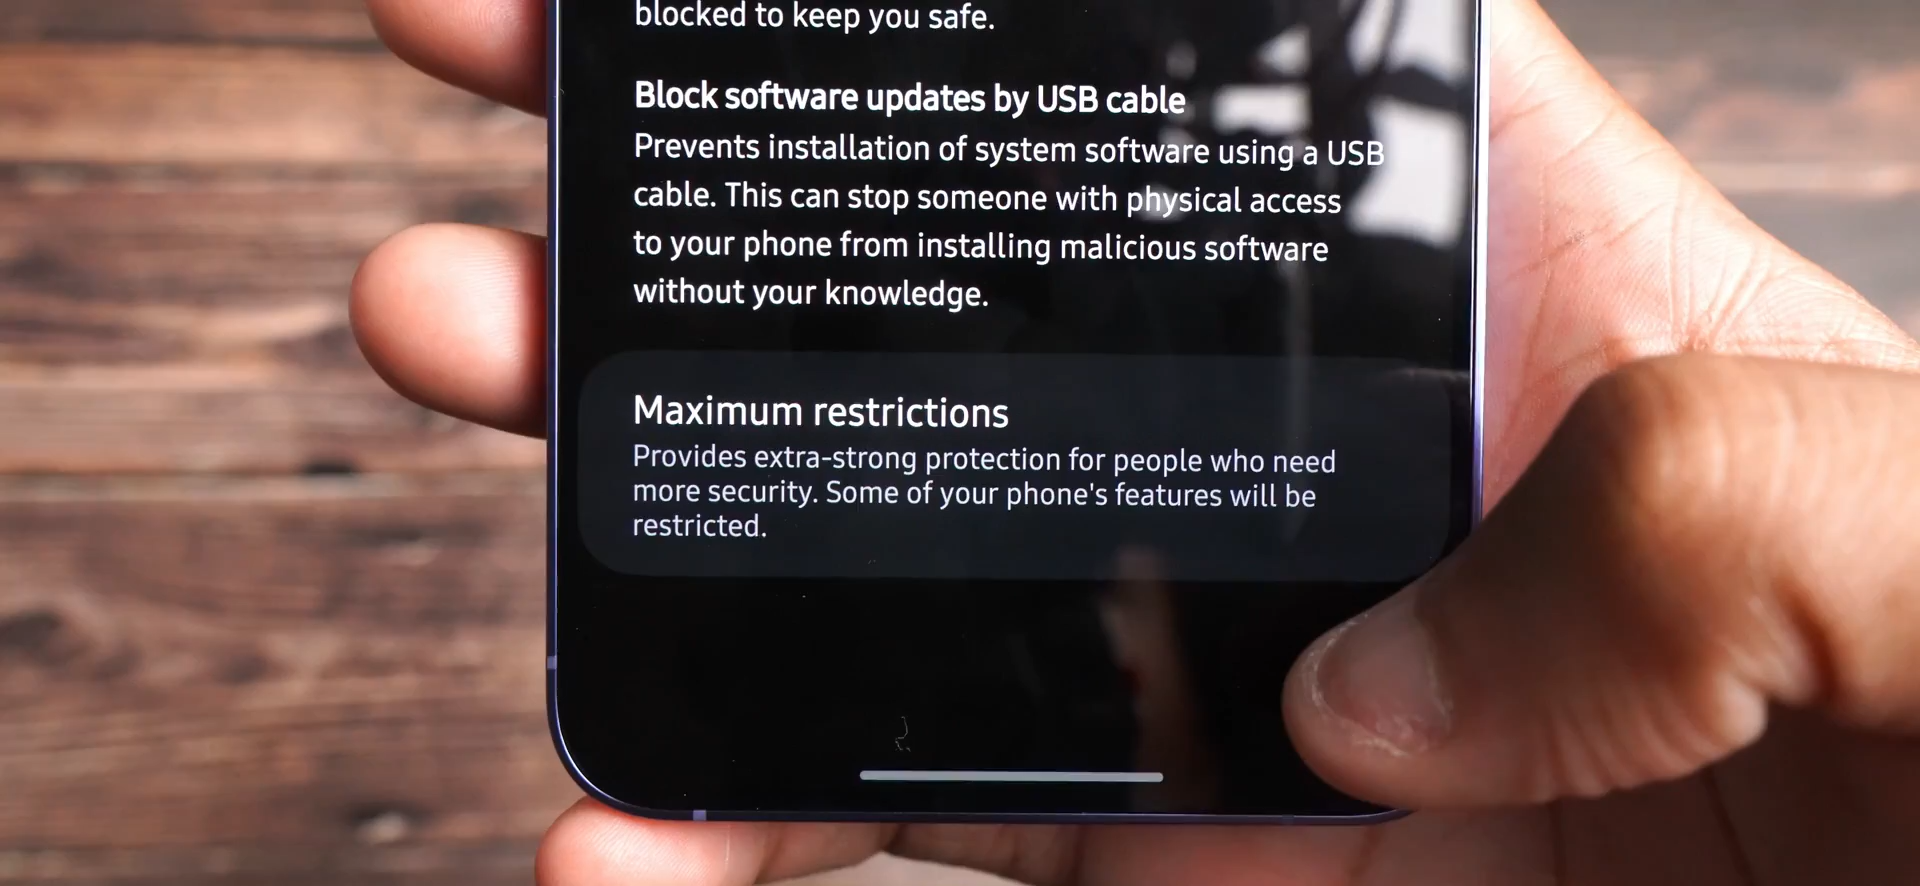 blocked to keep you safe.
Block software updates by USB cable
Prevents installation of system software using a USB
cable. This can stop someone with physical access
to your phone from installing malicious software
without your knowledge.
Maximum restrictions
Provides extra-strong protection for people who need
more security. Some of your phone's features will be
restricted.